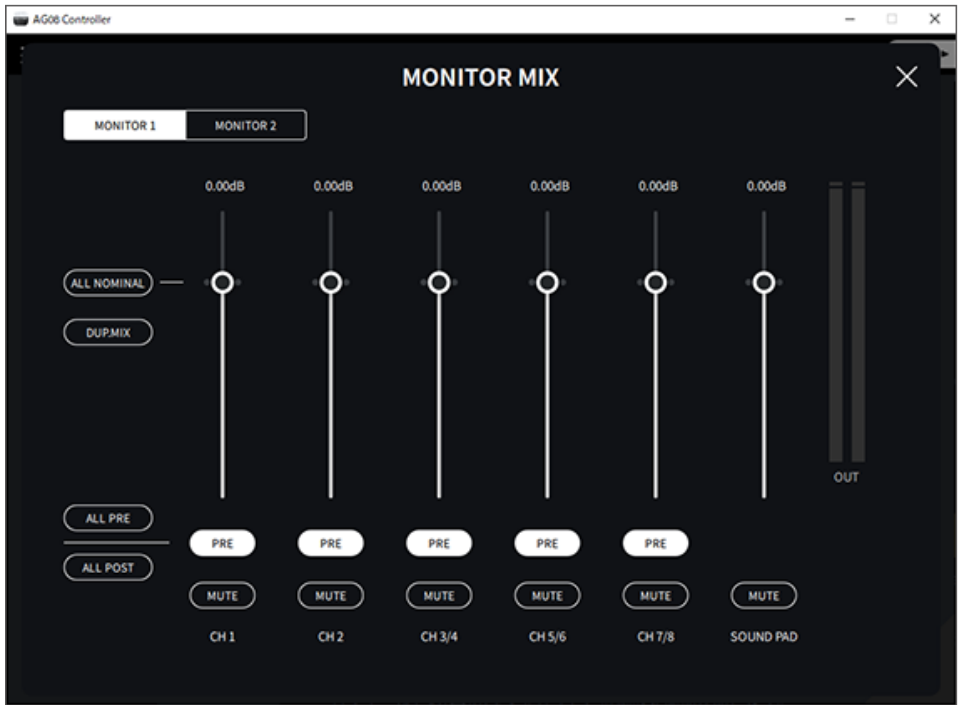 AG08 Controller
MONITOR MIX
MONITOR 1 MONITOR 2
0.00dB 0.00dB 0.00dB 0.00dB 0.00dB 0.00dB
ALL NOMINAL
DUP.MIX
OUT
ALL PRE
PRE PRE PRE PRE PRE
ALL POST
MUTE MUTE MUTE MUTE MUTE MUTE
CH 1 CH 2 CH 3/4 CH 5/6 CH 7/8 SOUND PAD